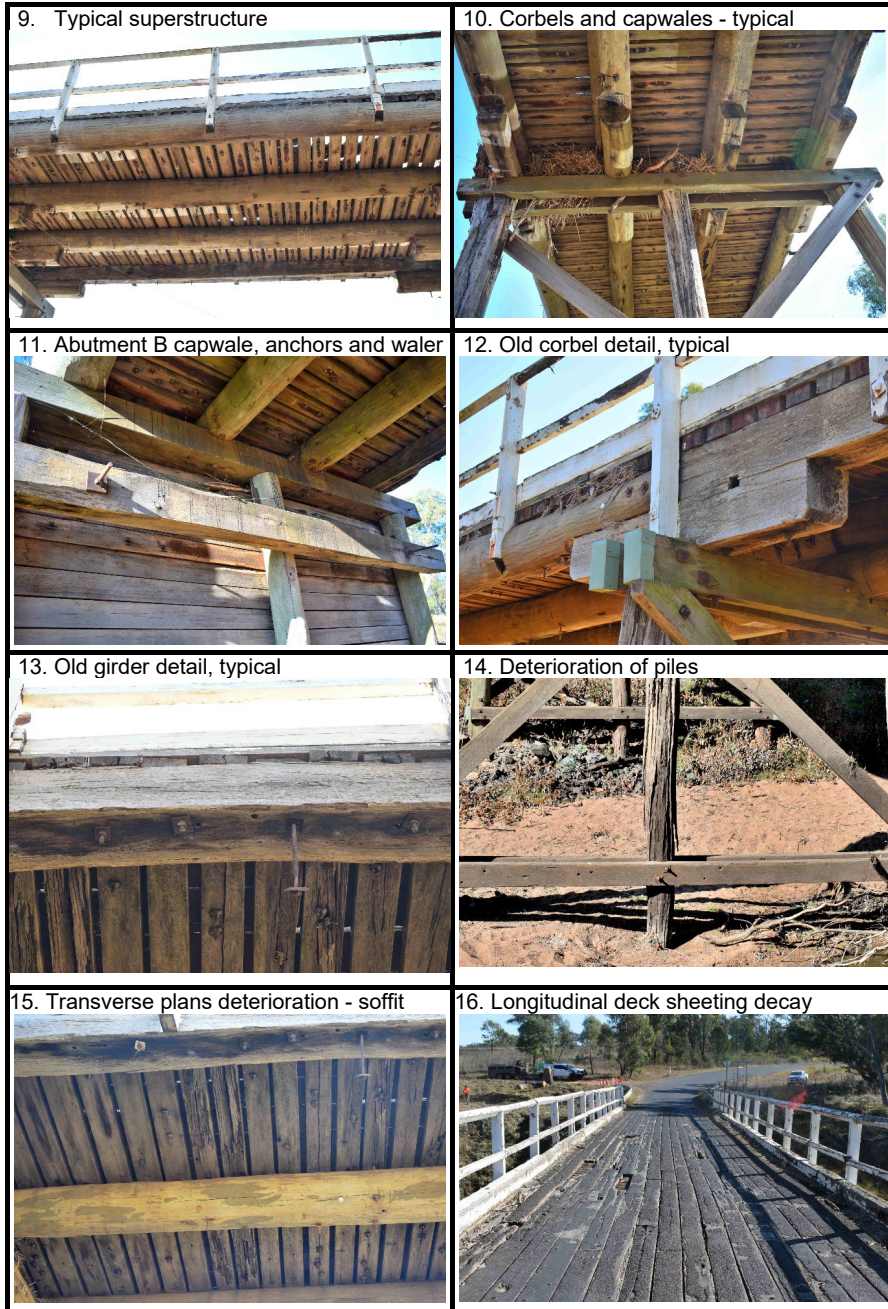 9. Typical superstructure
10. Corbels and capwales - typical
11. Abutment B capwale, anchors and waler
12. Old corbel detail, typical
13. Old girder detail, typical
14. Deterioration of piles
15. Transverse plans deterioration - soffit
16. Longitudinal deck sheeting decay